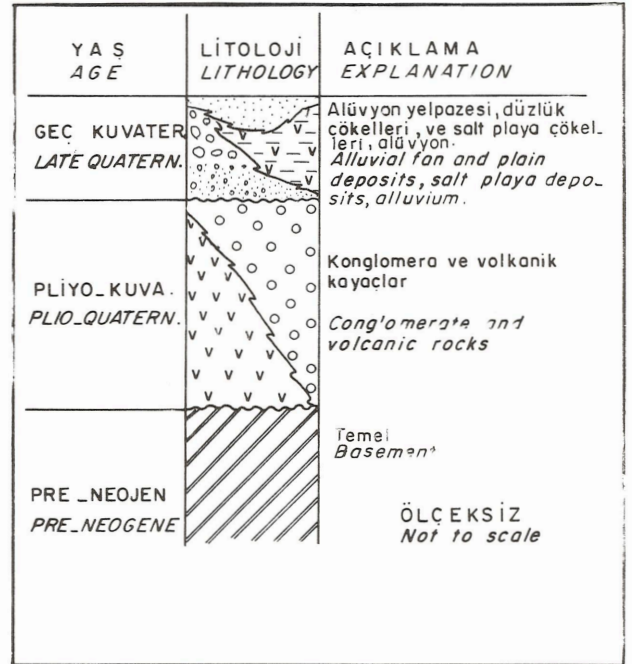 YAŞ
AGE
LİTOLOJİ
LITHOLOGY
AÇIKLAMA
EXPLANATION
GEÇ KUVATER
LATE QUATERN.
Alüvyon yelpazesi, düzlük
çökelleri, ve salt playa çökel_
leri, alüvyon.
Alluvial fan and plain
deposits, salt playa depo_
sits, alluvium.
PLİYO_KUVA.
PLIO_QUATERN.
Konglomera ve volkanik
kayaçlar
Conglomerate and
volcanic rocks
PRE_NEOJEN
PRE_NEOGENE
Temel
Basement
ÖLÇEKSİZ
Not to scale